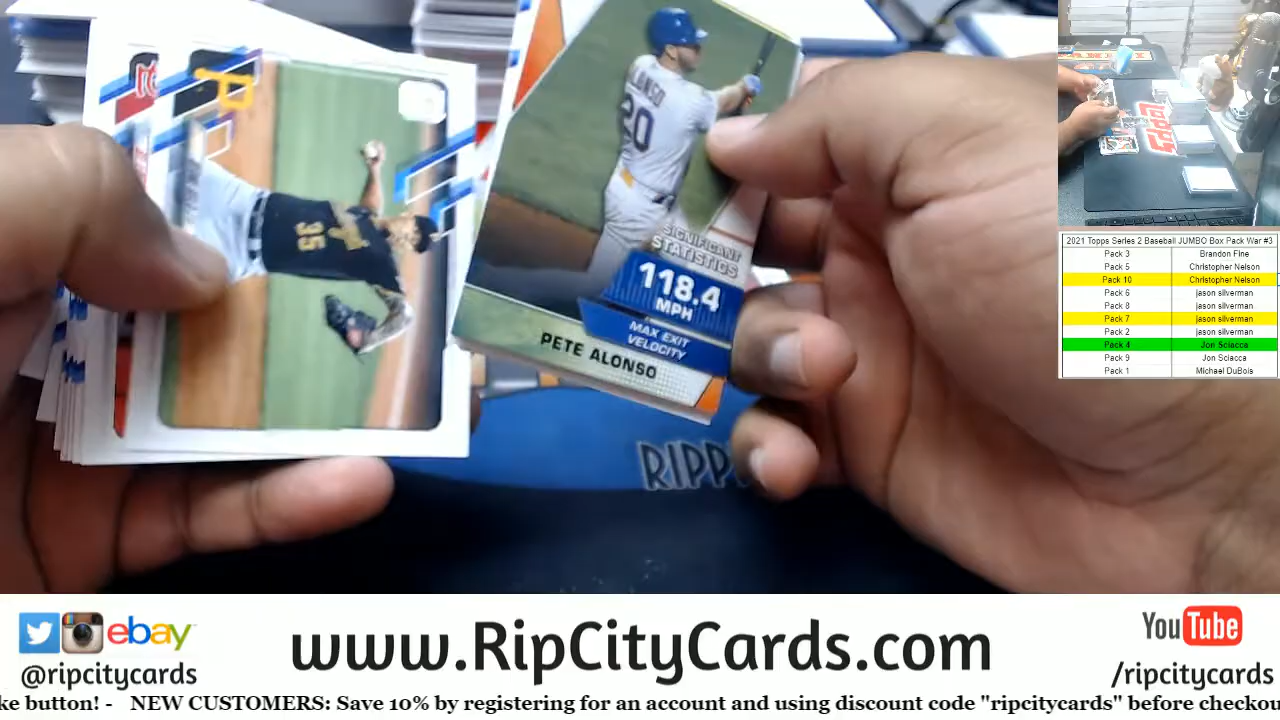 P
35
ALONSO
20
SIGNIFICANT
STATISTICS
118.4
MPH
MAX EXIT
VELOCITY
PETE ALONSO
RIPP
topps
2021 Topps Series 2 Baseball JUMBO Box Pack War #3
Pack 3 Brandon Fine
Pack 5 Christopher Nelson
Pack 10 Christopher Nelson
Pack 6 jason silverman
Pack 8 jason silverman
Pack 7 jason silverman
Pack 2 jason silverman
Pack 4 Jon Sciacca
Pack 9 Jon Sciacca
Pack 1 Michael DuBois
ebay
@ripcitycards
www.RipCityCards.com
YouTube
/ripcitycards
ke button! - NEW CUSTOMERS: Save 10% by registering for an account and using discount code "ripcitycards" before checkou